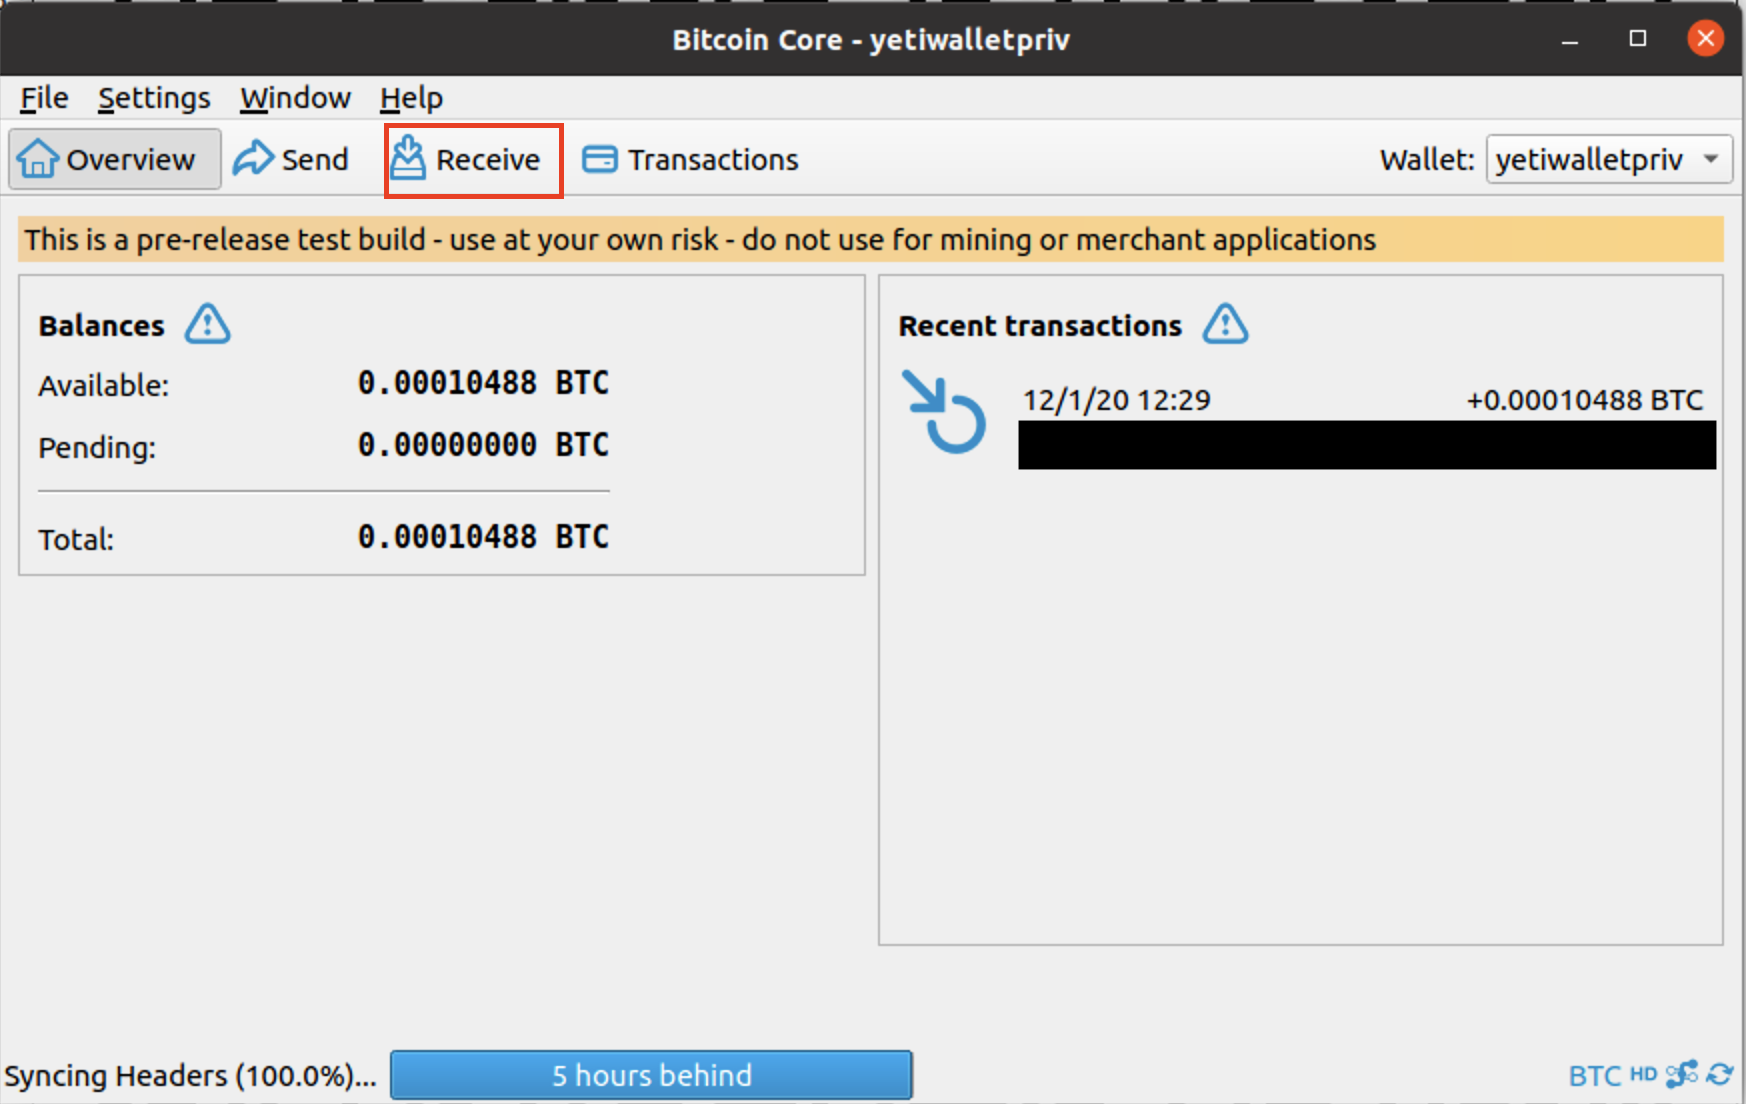 Bitcoin Core - yetiwalletpriv
File Settings Window Help
Overview Send Receive Transactions Wallet: yetiwalletpriv
This is a pre-release test build - use at your own risk - do not use for mining or merchant applications
Balances
Available: 0.00010488 BTC
Pending: 0.00000000 BTC
Total: 0.00010488 BTC
Recent transactions
12/1/20 12:29 +0.00010488 BTC
Syncing Headers (100.0%)... 5 hours behind BTC HD